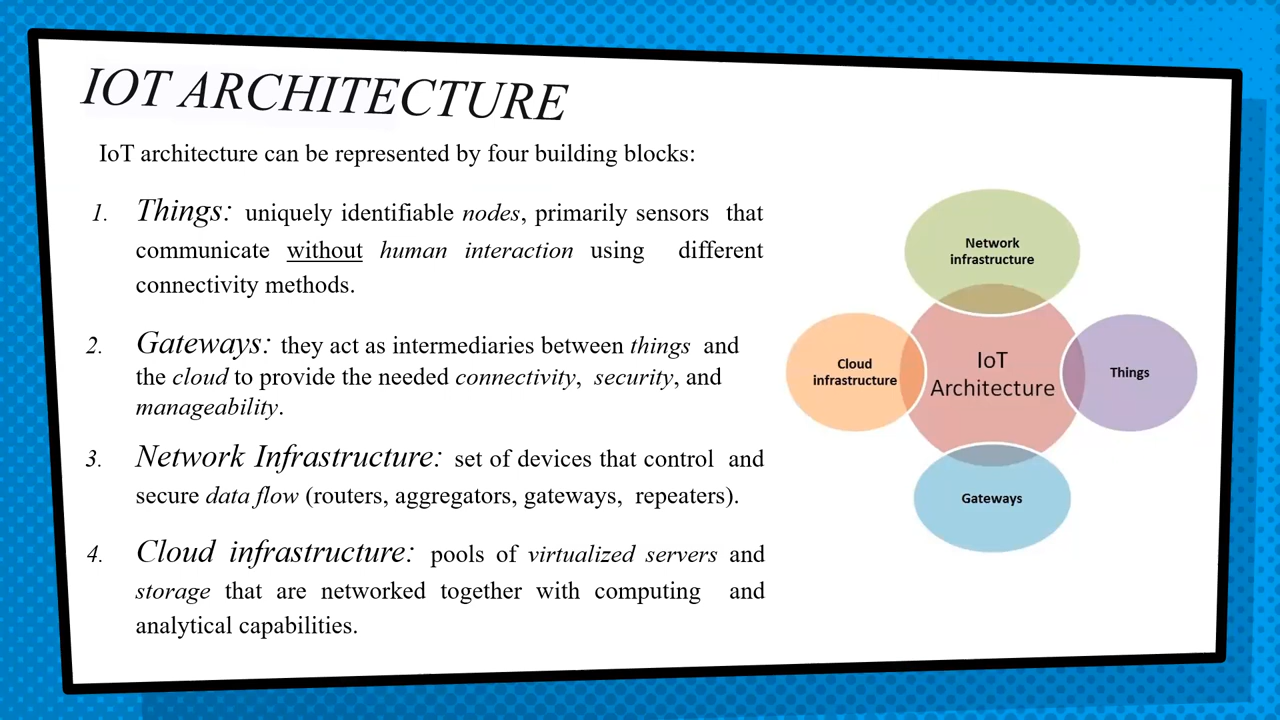 IOT ARCHITECTURE
IoT architecture can be represented by four building blocks:
1. Things: uniquely identifiable nodes, primarily sensors that
communicate without human interaction using different
connectivity methods.
2. Gateways: they act as intermediaries between things and
the cloud to provide the needed connectivity, security, and
manageability.
3. Network Infrastructure: set of devices that control and
secure data flow (routers, aggregators, gateways, repeaters).
4. Cloud infrastructure: pools of virtualized servers and
storage that are networked together with computing and
analytical capabilities.
Network
infrastructure
Cloud
infrastructure
IoT
Architecture
Things
Gateways